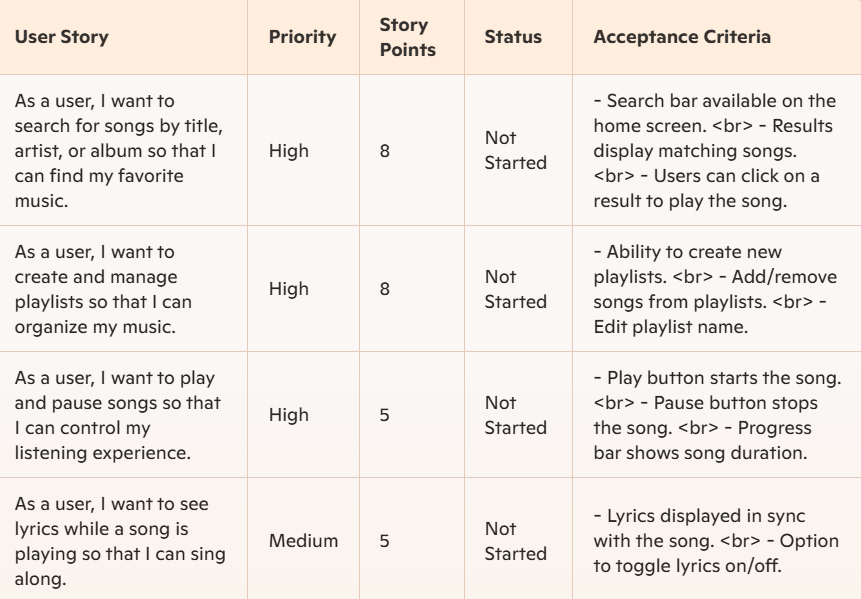 User Story
Priority
Story
Points
Status
Acceptance Criteria
As a user, I want to
search for songs by title,
artist, or album so that I
can find my favorite
music.
High
8
Not
Started
- Search bar available on the
home screen. <br> - Results
display matching songs.
<br> - Users can click on a
result to play the song.
As a user, I want to
create and manage
playlists so that I can
organize my music.
High
8
Not
Started
- Ability to create new
playlists. <br> - Add/remove
songs from playlists. <br> -
Edit playlist name.
As a user, I want to play
and pause songs so that
I can control my
listening experience.
High
5
Not
Started
- Play button starts the song.
<br> - Pause button stops
the song. <br> - Progress
bar shows song duration.
As a user, I want to see
lyrics while a song is
playing so that I can sing
along.
Medium
5
Not
Started
- Lyrics displayed in sync
with the song. <br> - Option
to toggle lyrics on/off.